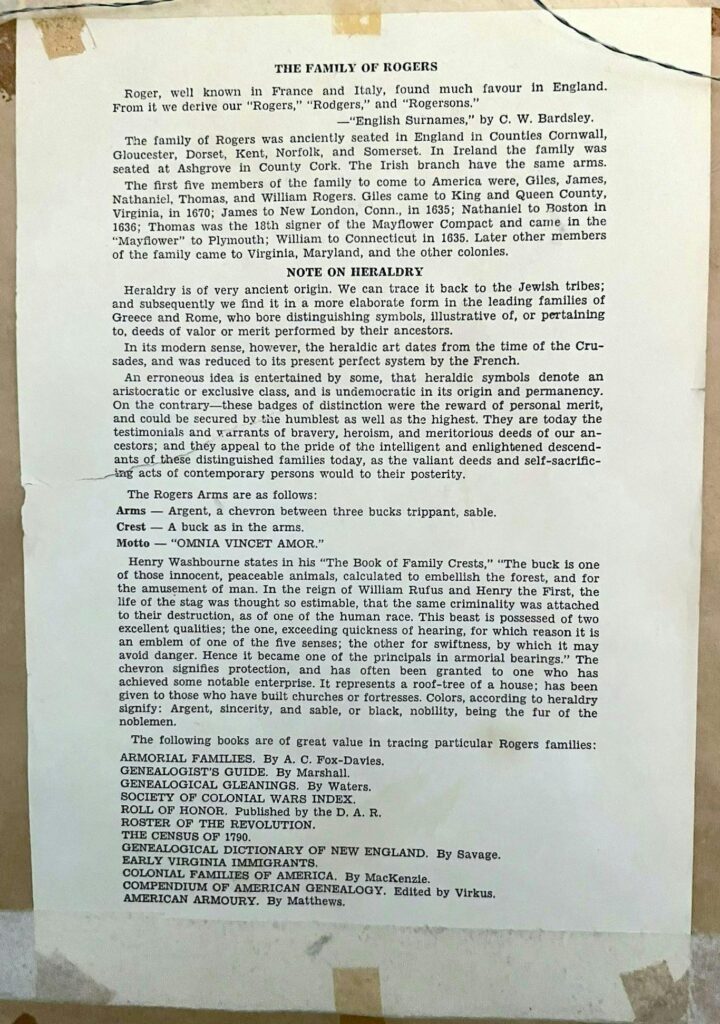 THE FAMILY OF ROGERS
Roger, well known in France and Italy, found much favour in England.
From it we derive our "Rogers," "Rodgers," and "Rogersons."
—"English Surnames," by C. W. Bardsley.
The family of Rogers was anciently seated in England in Counties Cornwall,
Gloucester, Dorset, Kent, Norfolk, and Somerset. In Ireland the family was
seated at Ashgrove in County Cork. The Irish branch have the same arms.
The first five members of the family to come to America were, Giles, James,
Nathaniel, Thomas, and William Rogers. Giles came to King and Queen County,
Virginia, in 1670; James to New London, Conn., in 1635; Nathaniel to Boston in
1636; Thomas was the 18th signer of the Mayflower Compact and came in the
"Mayflower" to Plymouth; William to Connecticut in 1635. Later other members
of the family came to Virginia, Maryland, and the other colonies.
NOTE ON HERALDRY
Heraldry is of very ancient origin. We can trace it back to the Jewish tribes;
and subsequently we find it in a more elaborate form in the leading families of
Greece and Rome, who bore distinguishing symbols, illustrative of, or pertaining
to, deeds of valor or merit performed by their ancestors.
In its modern sense, however, the heraldic art dates from the time of the Cru-
sades, and was reduced to its present perfect system by the French.
An erroneous idea is entertained by some, that heraldic symbols denote an
aristocratic or exclusive class, and is undemocratic in its origin and permanency.
On the contrary—these badges of distinction were the reward of personal merit,
and could be secured by the humblest as well as the highest. They are today the
testimonials and warrants of bravery, heroism, and meritorious deeds of our an-
cestors; and they appeal to the pride of the intelligent and enlightened descend-
ants of these distinguished families today, as the valiant deeds and self-sacrific-
ing acts of contemporary persons would to their posterity.
The Rogers Arms are as follows:
Arms — Argent, a chevron between three bucks trippant, sable.
Crest — A buck as in the arms.
Motto — "OMNIA VINCET AMOR."
Henry Washbourne states in his "The Book of Family Crests," "The buck is one
of those innocent, peaceable animals, calculated to embellish the forest, and for
the amusement of man. In the reign of William Rufus and Henry the First, the
life of the stag was thought so estimable, that the same criminality was attached
to their destruction, as of one of the human race. This beast is possessed of two
excellent qualities; the one, exceeding quickness of hearing, for which reason it is
an emblem of one of the five senses; the other for swiftness, by which it may
avoid danger. Hence it became one of the principals in armorial bearings." The
chevron signifies protection, and has often been granted to one who has
achieved some notable enterprise. It represents a roof-tree of a house; has been
given to those who have built churches or fortresses. Colors, according to heraldry
signify: Argent, sincerity, and sable, or black, nobility, being the fur of the
noblemen.
The following books are of great value in tracing particular Rogers families:
ARMORIAL FAMILIES. By A. C. Fox-Davies.
GENEALOGIST'S GUIDE. By Marshall.
GENEALOGICAL GLEANINGS. By Waters.
SOCIETY OF COLONIAL WARS INDEX.
ROLL OF HONOR. Published by the D. A. R.
ROSTER OF THE REVOLUTION.
THE CENSUS OF 1790.
GENEALOGICAL DICTIONARY OF NEW ENGLAND. By Savage.
EARLY VIRGINIA IMMIGRANTS.
COLONIAL FAMILIES OF AMERICA. By MacKenzie.
COMPENDIUM OF AMERICAN GENEALOGY. Edited by Virkus.
AMERICAN ARMOURY. By Matthews.